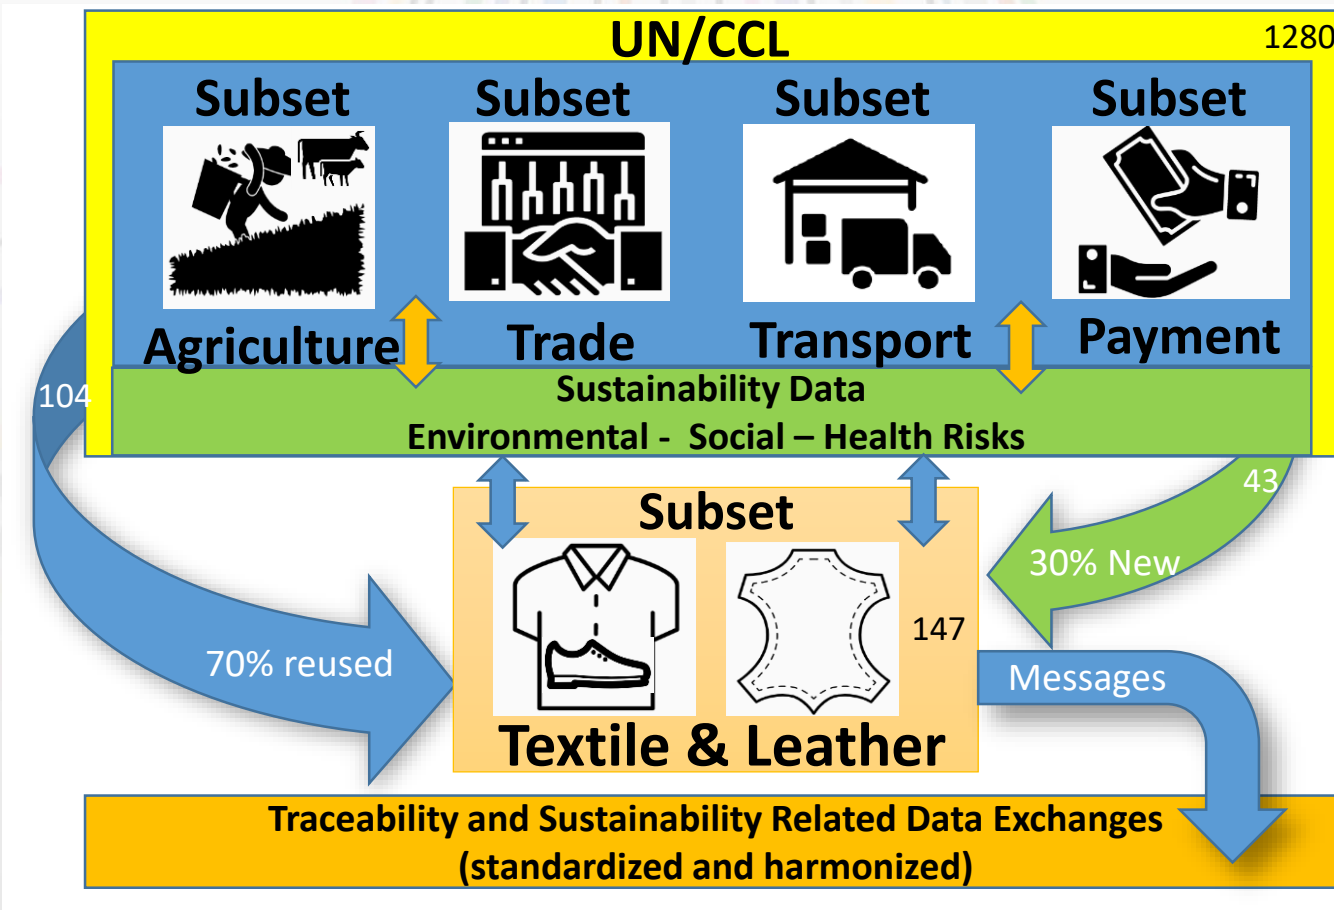 UN/CCL
1280
Subset
Subset
Subset
Subset
Agriculture
Trade
Transport
Payment
104
Sustainability Data
Environmental - Social – Health Risks
43
Subset
30% New
147
70% reused
Messages
Textile & Leather
Traceability and Sustainability Related Data Exchanges
(standardized and harmonized)